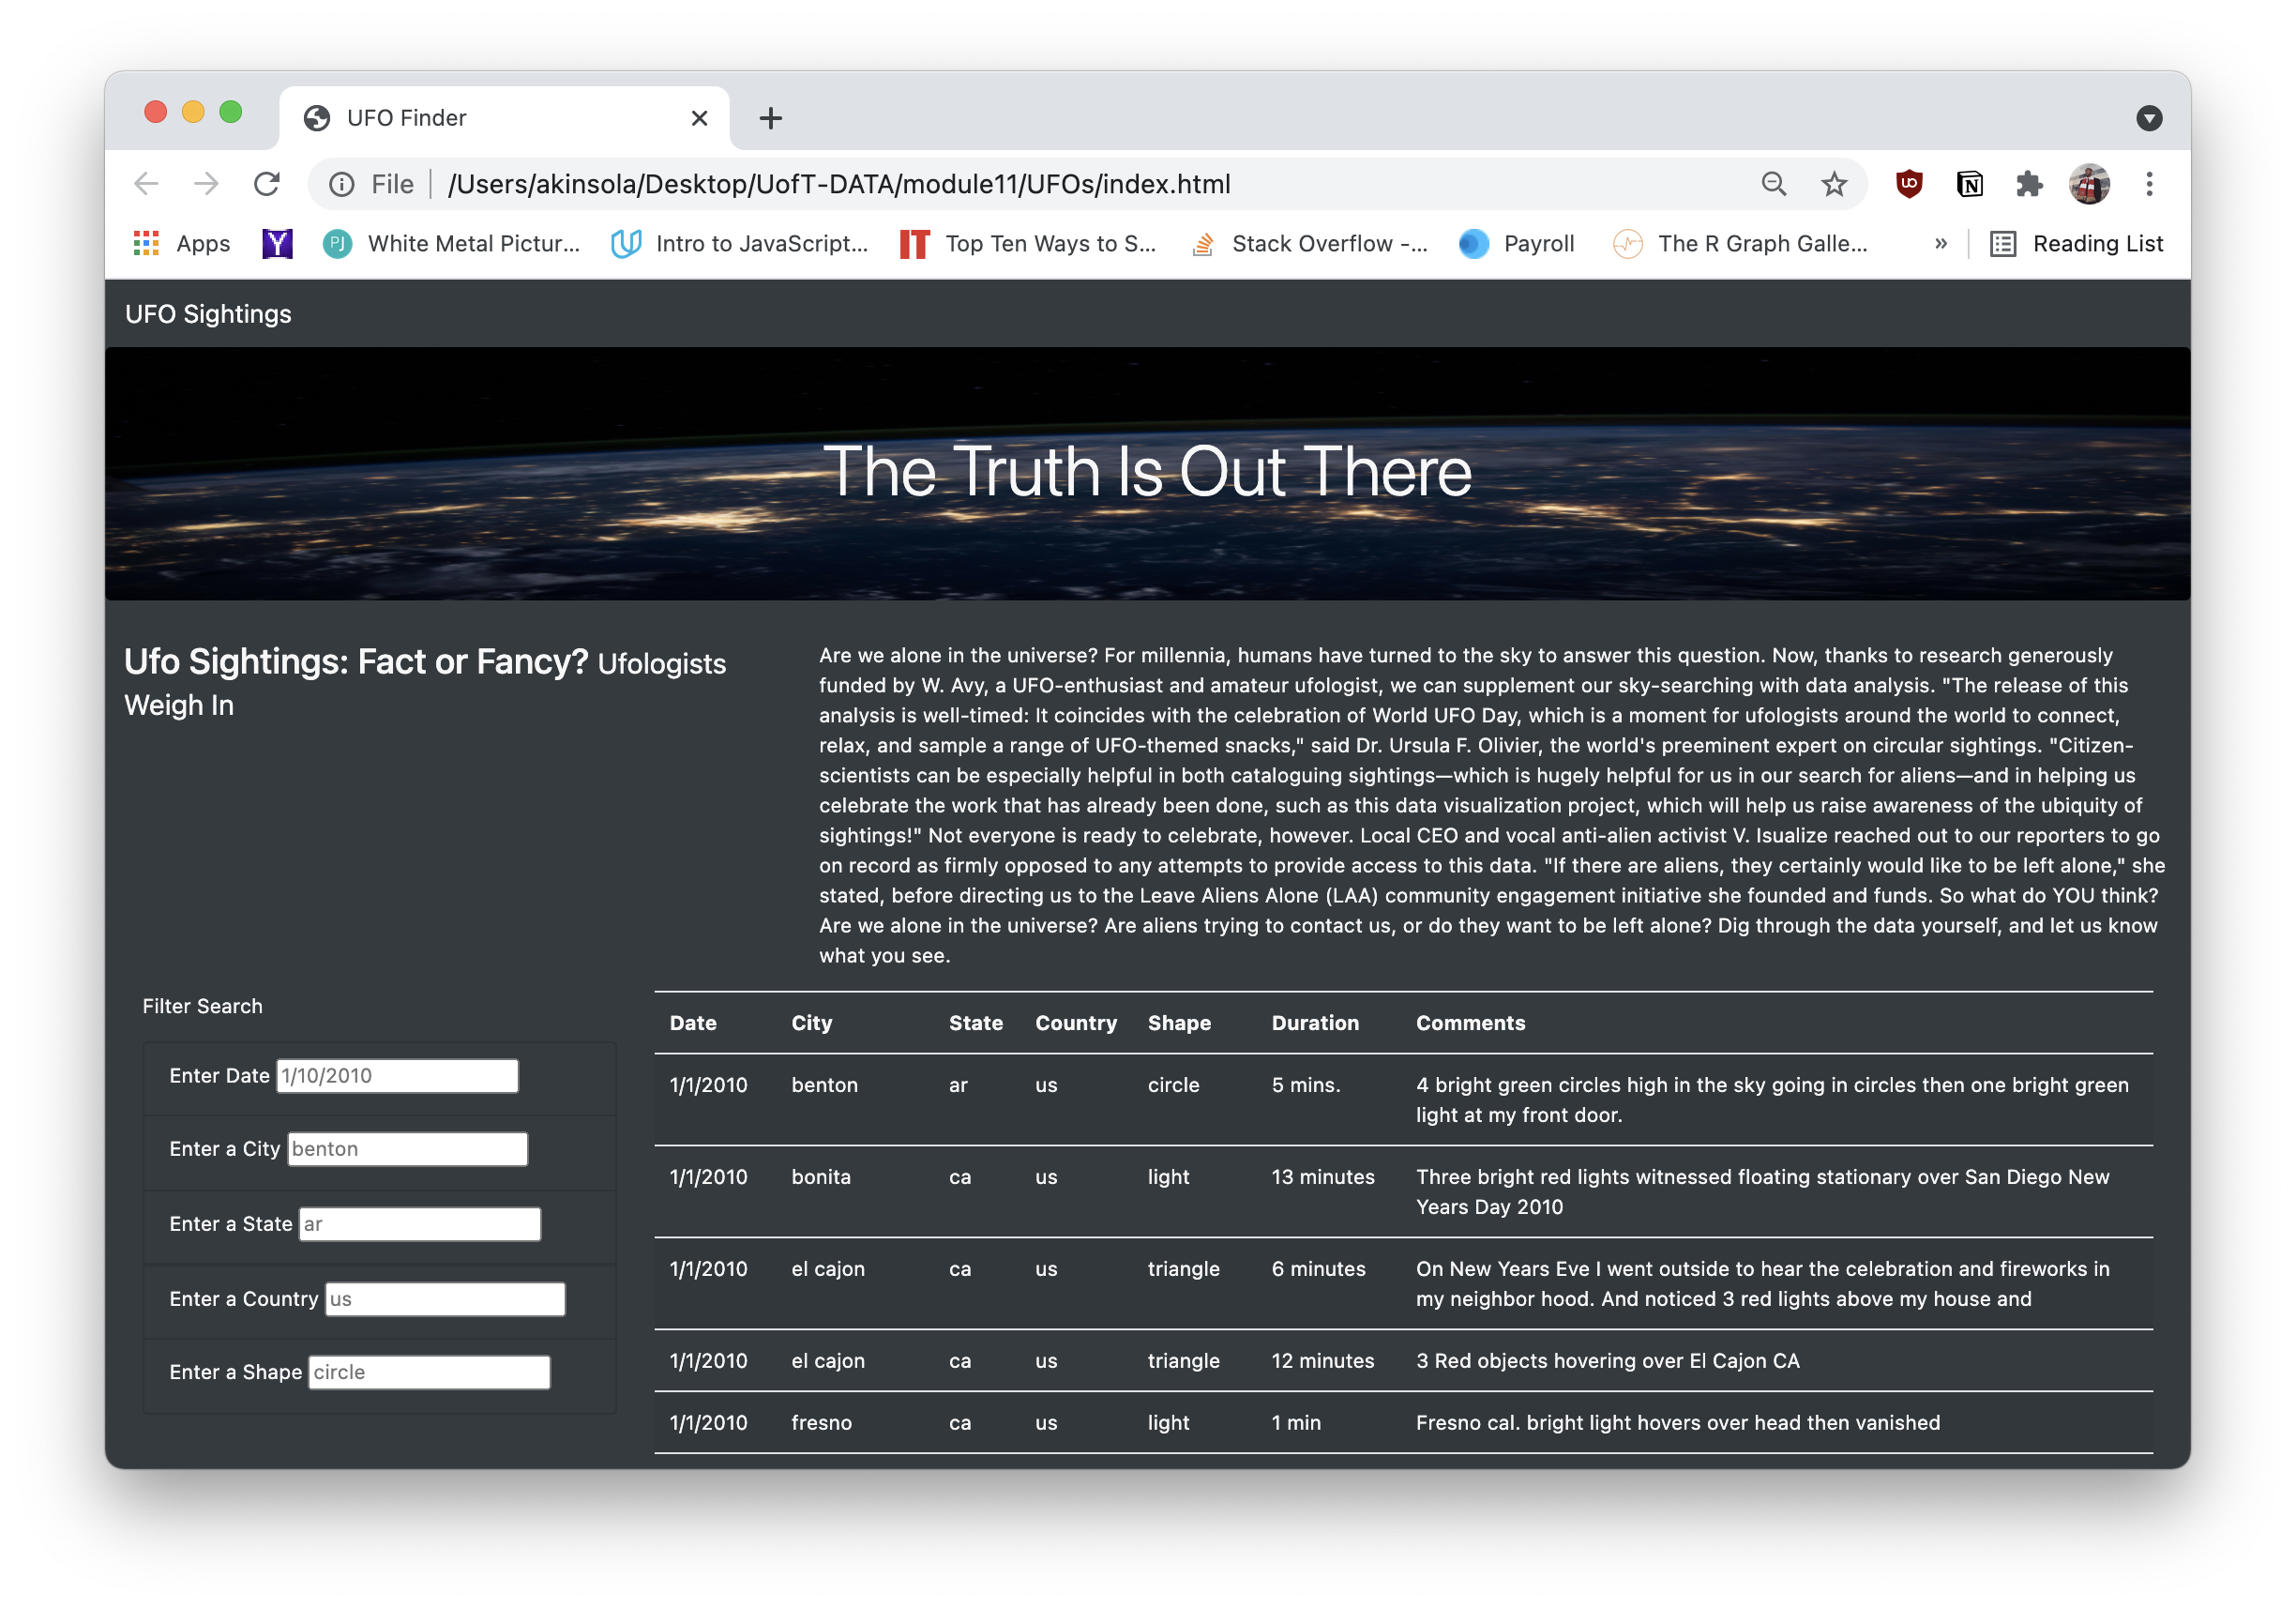 UFO Finder
File /Users/akinsola/Desktop/UofT-DATA/module11/UFOs/index.html
Apps White Metal Pictur... Intro to JavaScript... Top Ten Ways to S... Stack Overflow -... Payroll The R Graph Galle... » Reading List
UFO Sightings
The Truth Is Out There
Ufo Sightings: Fact or Fancy? Ufologists
Weigh In
Are we alone in the universe? For millennia, humans have turned to the sky to answer this question. Now, thanks to research generously
funded by W. Avy, a UFO-enthusiast and amateur ufologist, we can supplement our sky-searching with data analysis. "The release of this
analysis is well-timed: It coincides with the celebration of World UFO Day, which is a moment for ufologists around the world to connect,
relax, and sample a range of UFO-themed snacks," said Dr. Ursula F. Olivier, the world's preeminent expert on circular sightings. "Citizen-
scientists can be especially helpful in both cataloguing sightings—which is hugely helpful for us in our search for aliens—and in helping us
celebrate the work that has already been done, such as this data visualization project, which will help us raise awareness of the ubiquity of
sightings!" Not everyone is ready to celebrate, however. Local CEO and vocal anti-alien activist V. Isualize reached out to our reporters to go
on record as firmly opposed to any attempts to provide access to this data. "If there are aliens, they certainly would like to be left alone," she
stated, before directing us to the Leave Aliens Alone (LAA) community engagement initiative she founded and funds. So what do YOU think?
Are we alone in the universe? Are aliens trying to contact us, or do they want to be left alone? Dig through the data yourself, and let us know
what you see.
Filter Search
Enter Date 1/10/2010
Enter a City benton
Enter a State ar
Enter a Country us
Enter a Shape circle
Date City State Country Shape Duration Comments
1/1/2010 benton ar us circle 5 mins. 4 bright green circles high in the sky going in circles then one bright green
light at my front door.
1/1/2010 bonita ca us light 13 minutes Three bright red lights witnessed floating stationary over San Diego New
Years Day 2010
1/1/2010 el cajon ca us triangle 6 minutes On New Years Eve I went outside to hear the celebration and fireworks in
my neighbor hood. And noticed 3 red lights above my house and
1/1/2010 el cajon ca us triangle 12 minutes 3 Red objects hovering over El Cajon CA
1/1/2010 fresno ca us light 1 min Fresno cal. bright light hovers over head then vanished